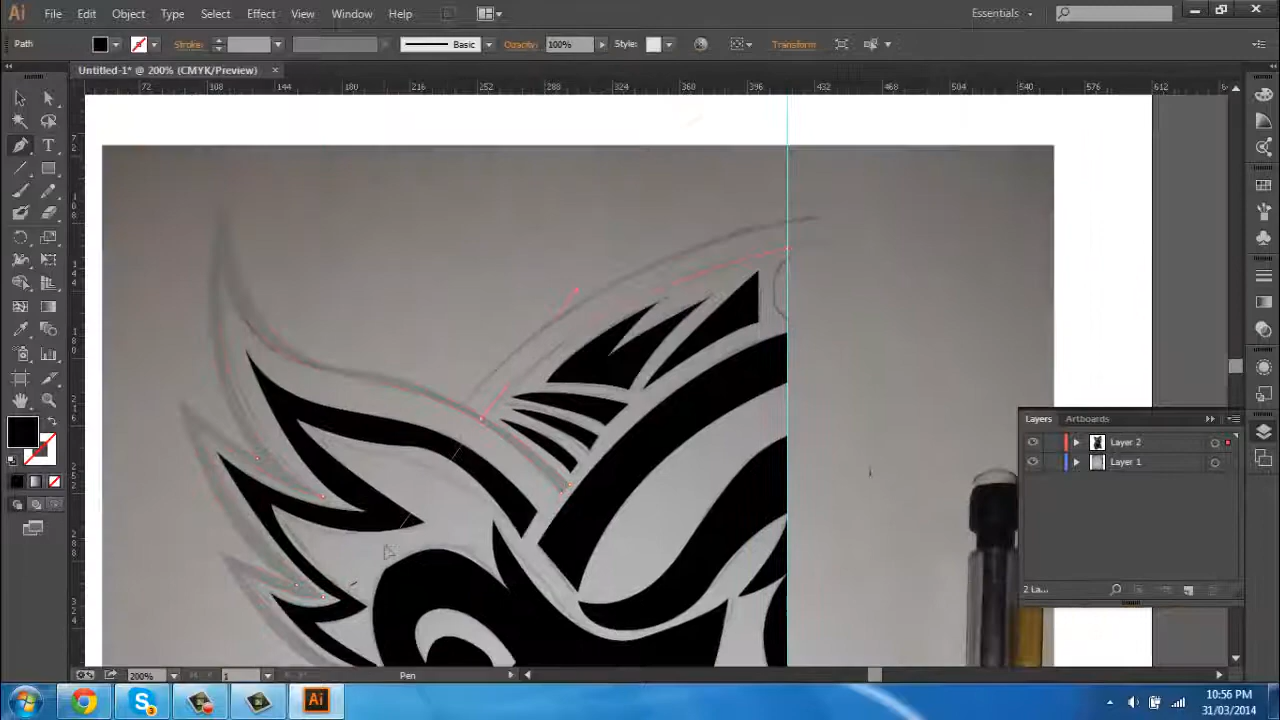 Ai File Edit Object Type Select Effect View Window Help Essentials
Path Stroke: Basic Opacity: 100% Style: Transform
Untitled-1* @ 200% (CMYK/Preview)
72 108 144 180 216 252 288 324 360 396 432 468 504 540 576 612
Layers Artboards
Layer 2
Layer 1
2 La...
200% 1 Pen
Ai 10:56 PM
31/03/2014